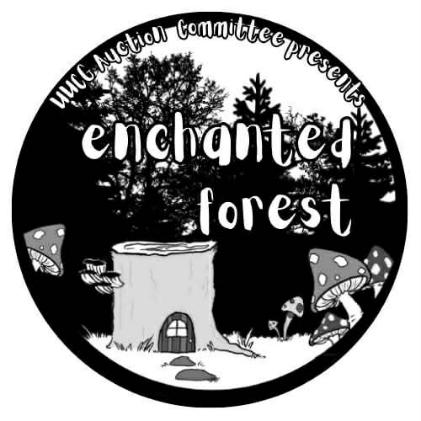 UUCC Auction Committee presents
enchanted
forest